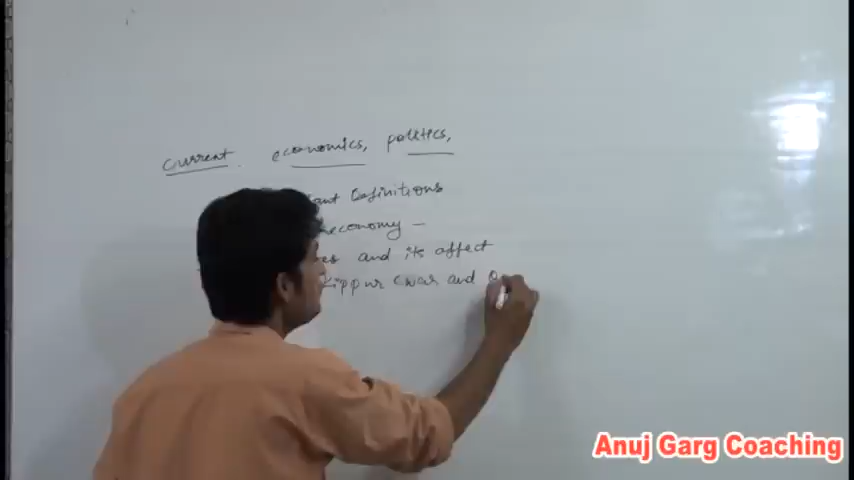 current economics, politics,
Definitions
economy -
and its affect
Kippur war and
Anuj Garg Coaching